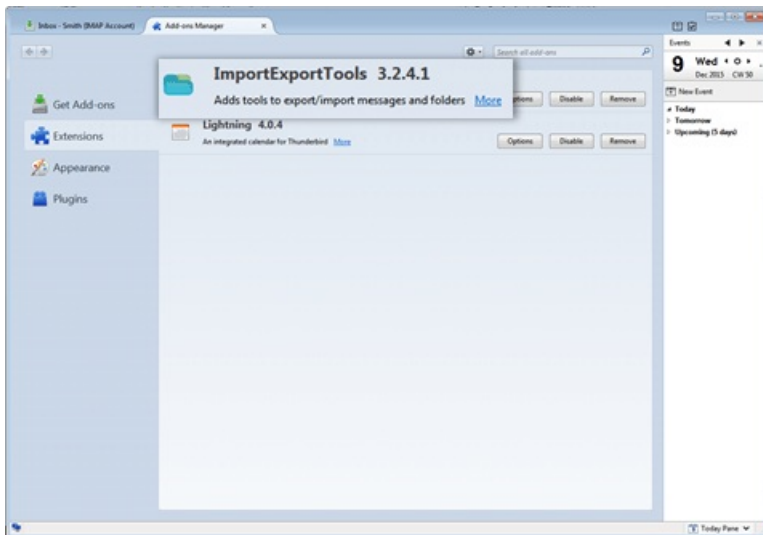 Inbox - Smith (IMAP Account)
Add-ons Manager
Search all add-ons
Events
9 Wed
Dec 2015 CW 50
New Event
Today
Tomorrow
Upcoming (5 days)
Get Add-ons
Extensions
Appearance
Plugins
ImportExportTools 3.2.4.1
Adds tools to export/import messages and folders More
Disable
Remove
Lightning 4.0.4
An integrated calendar for Thunderbird More
Options
Disable
Remove
Today Pane